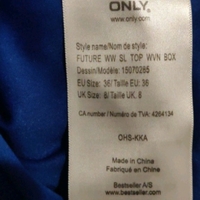 ONLY
www.only.com
Style name/Nom de style:
FUTURE WW SL TOP WVN BOX
Dessin/Modèle: 15070285
EU Size: 36/ Taille EU: 36
UK Size: 8/ Taille UK: 8
CA number / Numéro de TVA: 4264134
OHS-KKA
Made in China
Fabriqué en Chine
Bestseller A/S
www.bestseller.com